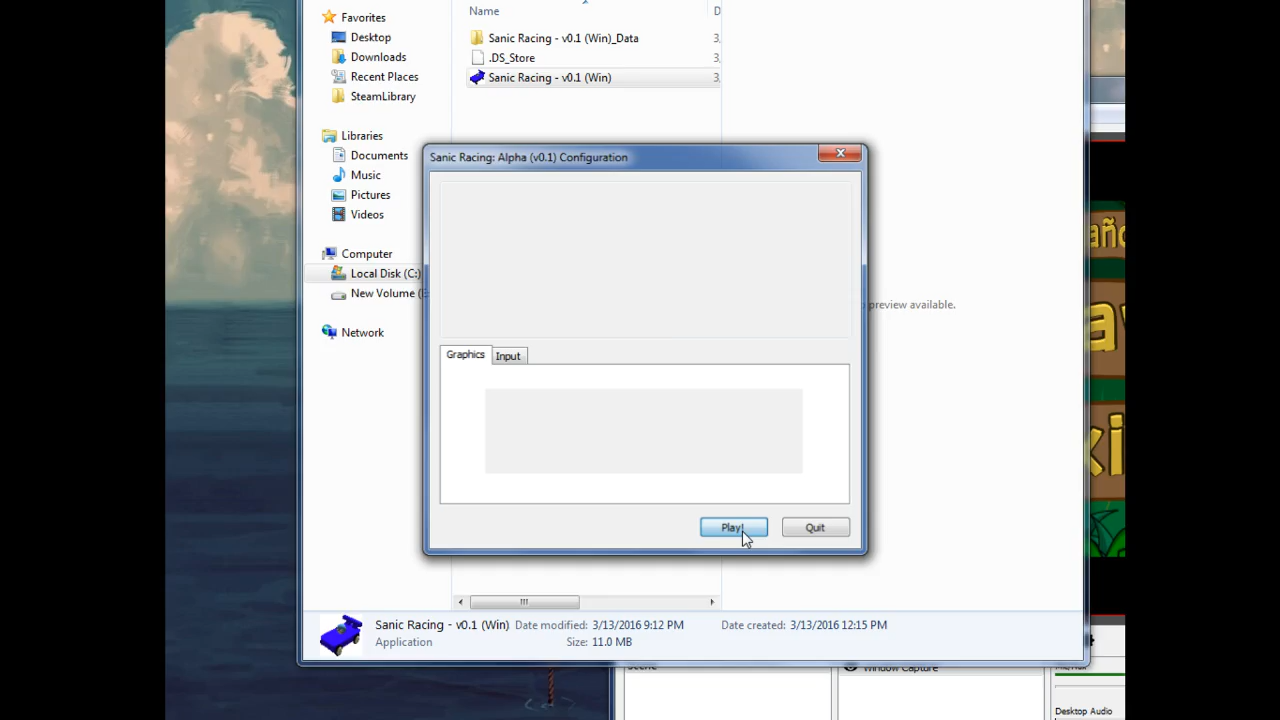 Favorites
Desktop
Downloads
Recent Places
SteamLibrary
Libraries
Documents
Music
Pictures
Videos
Computer
Local Disk (C:)
New Volume (
Network
Name
D
Sanic Racing - v0.1 (Win)_Data
3,
.DS_Store
3,
Sanic Racing - v0.1 (Win)
3,
Sanic Racing: Alpha (v0.1) Configuration
Graphics
Input
Play!
Quit
preview available.
Sanic Racing - v0.1 (Win)
Date modified: 3/13/2016 9:12 PM
Date created: 3/13/2016 12:15 PM
Application
Size: 11.0 MB
Window Capture
Desktop Audio